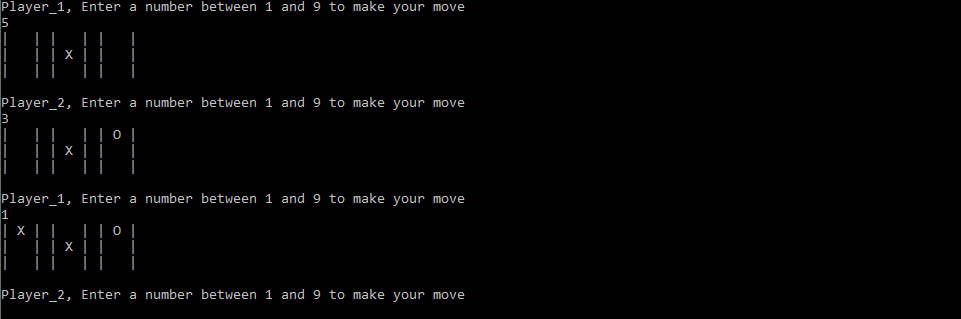 Player_1, Enter a number between 1 and 9 to make your move
5
|   | |   | |   |
|   | | X | |   |
|   | |   | |   |
Player_2, Enter a number between 1 and 9 to make your move
3
|   | |   | | O |
|   | | X | |   |
|   | |   | |   |
Player_1, Enter a number between 1 and 9 to make your move
1
| X | |   | | O |
|   | | X | |   |
|   | |   | |   |
Player_2, Enter a number between 1 and 9 to make your move